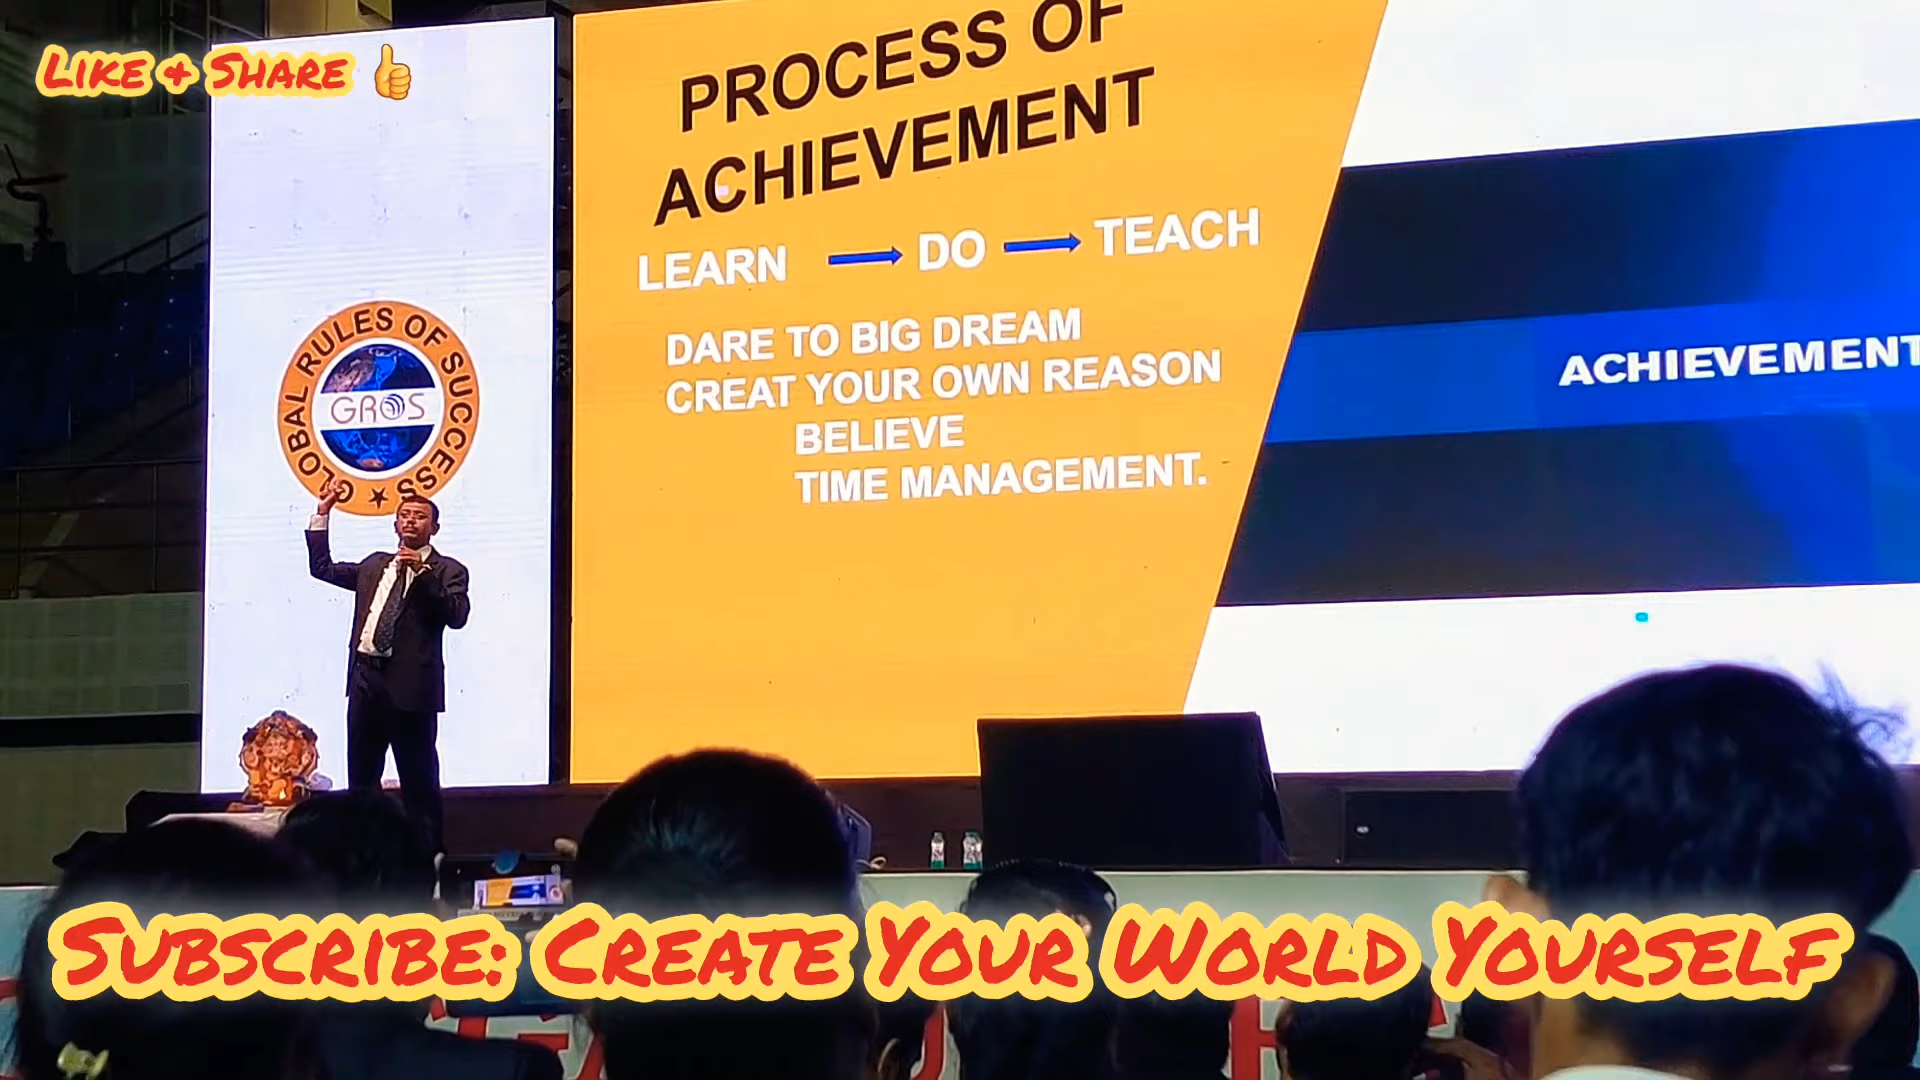 LIKE & SHARE 👍
PROCESS OF
ACHIEVEMENT
LEARN → DO → TEACH
DARE TO BIG DREAM
CREAT YOUR OWN REASON
BELIEVE
TIME MANAGEMENT.
ACHIEVEMENT
GLOBAL RULES OF SUCCESS ★
GROS
SUBSCRIBE: CREATE YOUR WORLD YOURSELF